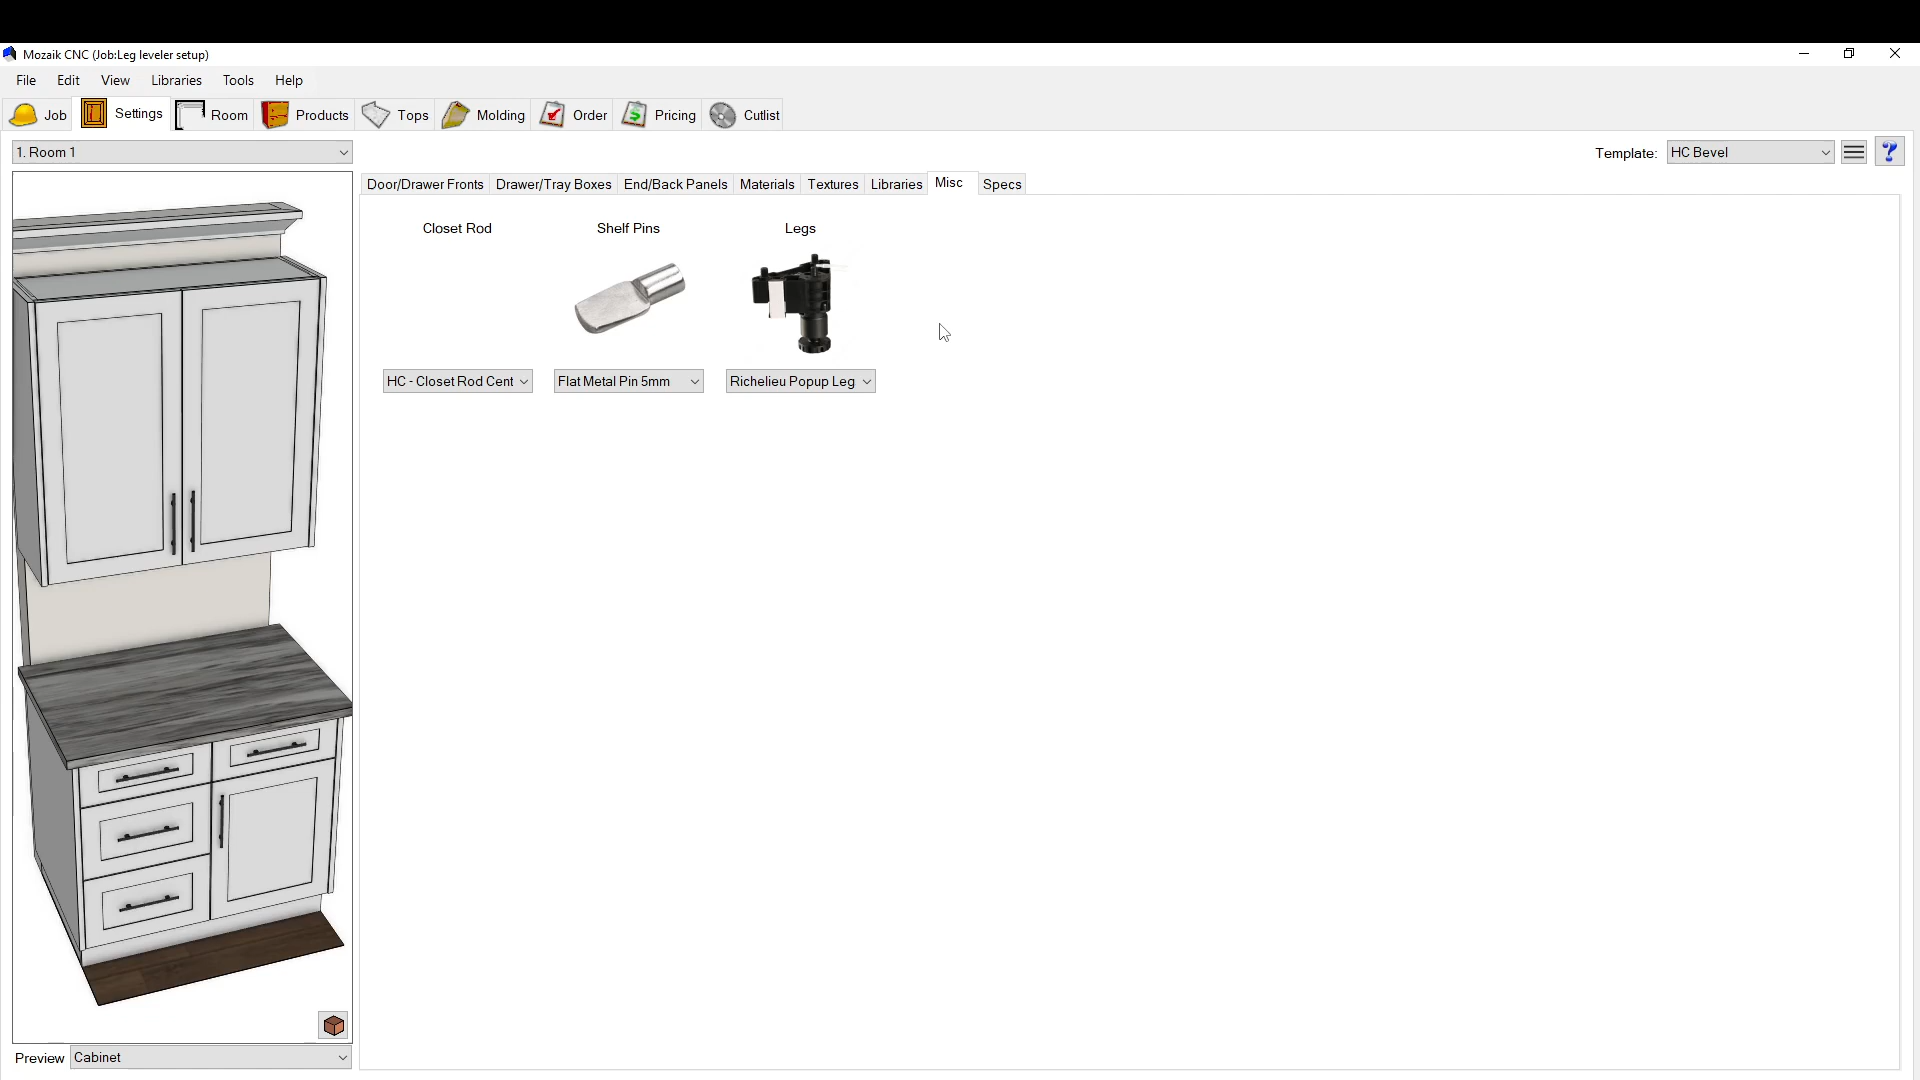 Mozaik CNC (Job:Leg leveler setup)
File Edit View Libraries Tools Help
Job Settings Room Products Tops Molding Order Pricing Cutlist
1. Room 1
Template: HC Bevel ?
Door/Drawer Fronts Drawer/Tray Boxes End/Back Panels Materials Textures Libraries Misc Specs
Closet Rod Shelf Pins Legs
HC - Closet Rod Cent Flat Metal Pin 5mm Richelieu Popup Leg
Preview Cabinet